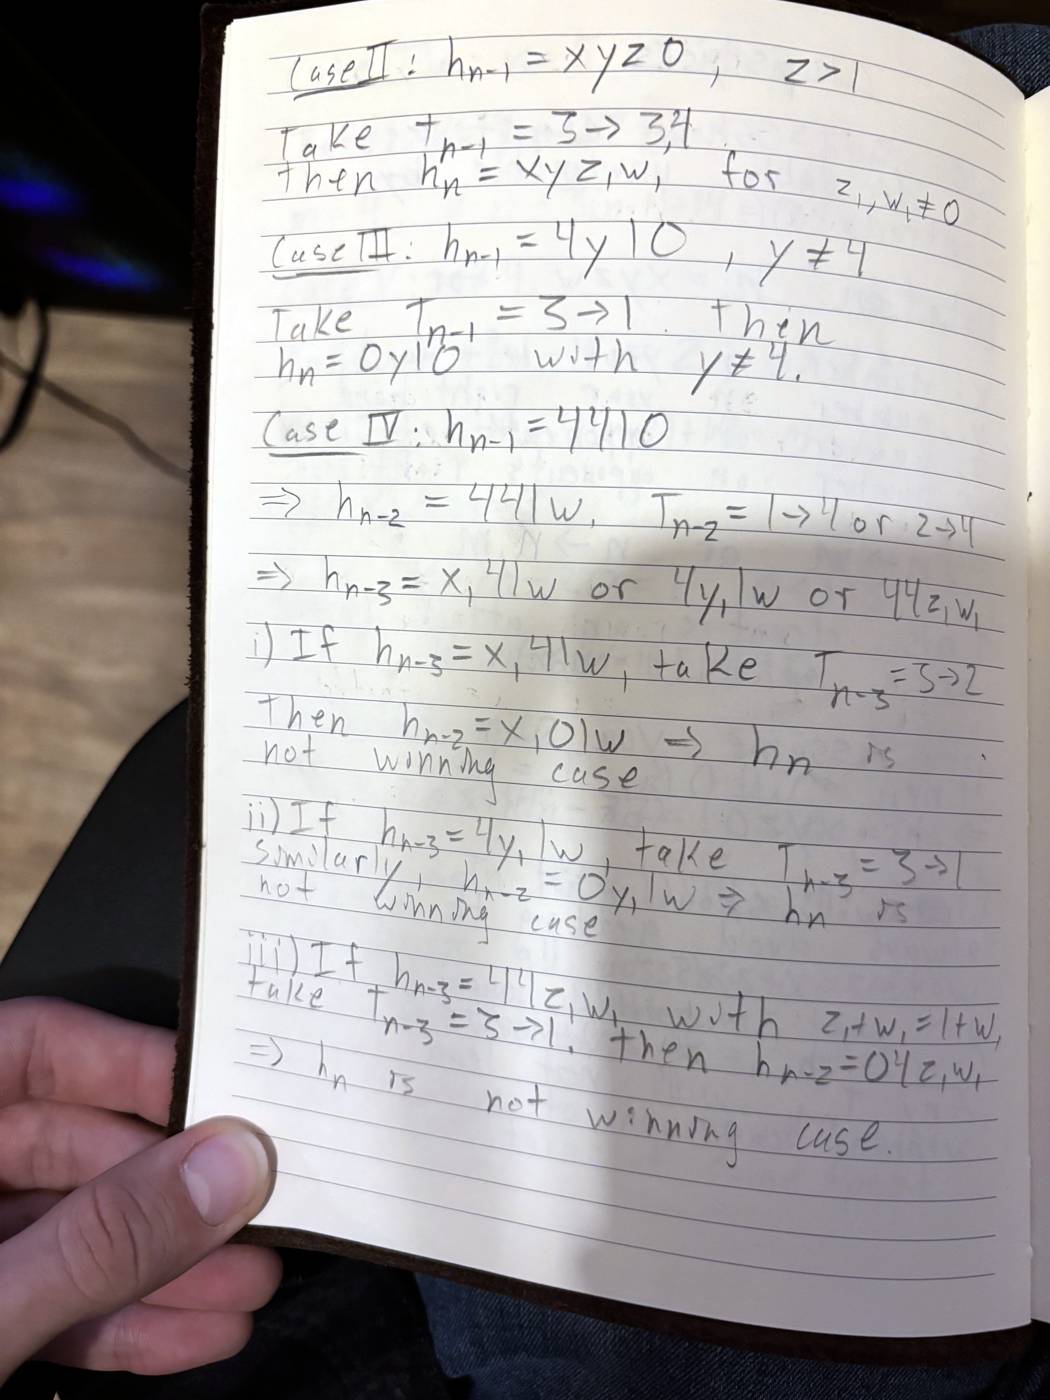 Case II: hn-1 = xyz0, z>1
Take Tn-1 = 3→3,4
then hn = xyz₁w₁ for z₁,w₁≠0
Case III: hn-1 = 4y10, y≠4
Take Tn-1 = 3→1. Then
hn = 0y10 with y≠4.
Case IV: hn-1 = 4410
⇒ hn-2 = 441w, Tn-2 = 1→4 or 2→4
⇒ hn-3 = x₁41w or 4y₁1w or 44z₁w₁
i) If hn-3 = x₁41w, take Tn-3 = 3→2
Then hn-2 = x₁01w ⇒ hn is
not winning case
ii) If hn-3 = 4y₁1w, take Tn-3 = 3→1
similarly, hn-2 = 0y₁1w ⇒ hn is
not winning case
iii) If hn-3 = 44z₁w₁ with z₁+w₁=1+w,
take Tn-3 = 3→1. then hn-2=04z₁w₁
⇒ hn is not winning case.